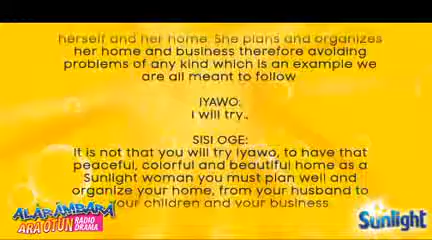 herself and her home. She plans and organizes
her home and business therefore avoiding
problems of any kind which is an example we
are all meant to follow
IYAWO:
I will try..
SISI OGE:
It is not that you will try Iyawo, to have that
peaceful, colorful and beautiful home as a
Sunlight woman you must plan well and
organize your home, from your husband to
your children and your business
ALÁRÀMBARÀ
ARA ÒTÚN
RADIO
DRAMA
Sunlight